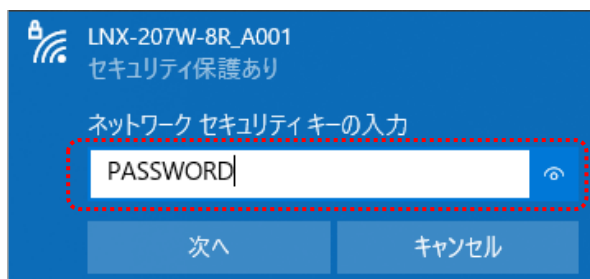 LNX-207W-8R_A001
セキュリティ保護あり
ネットワーク セキュリティ キーの入力
PASSWORD
次へ
キャンセル